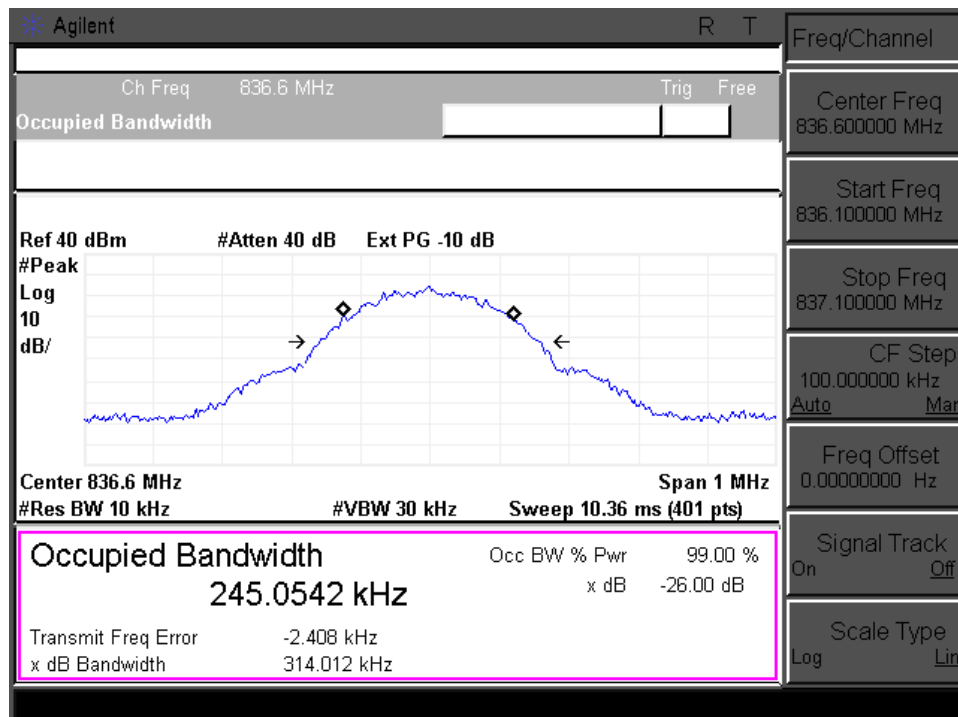 Agilent R T
Ch Freq 836.6 MHz Trig Free
Occupied Bandwidth
Ref 40 dBm #Atten 40 dB Ext PG -10 dB
#Peak
Log
10
dB/
Center 836.6 MHz Span 1 MHz
#Res BW 10 kHz #VBW 30 kHz Sweep 10.36 ms (401 pts)
Occupied Bandwidth
245.0542 kHz
Occ BW % Pwr 99.00 %
x dB -26.00 dB
Transmit Freq Error -2.408 kHz
x dB Bandwidth 314.012 kHz
Freq/Channel
Center Freq
836.600000 MHz
Start Freq
836.100000 MHz
Stop Freq
837.100000 MHz
CF Step
100.000000 kHz
Auto Man
Freq Offset
0.00000000 Hz
Signal Track
On Off
Scale Type
Log Lin